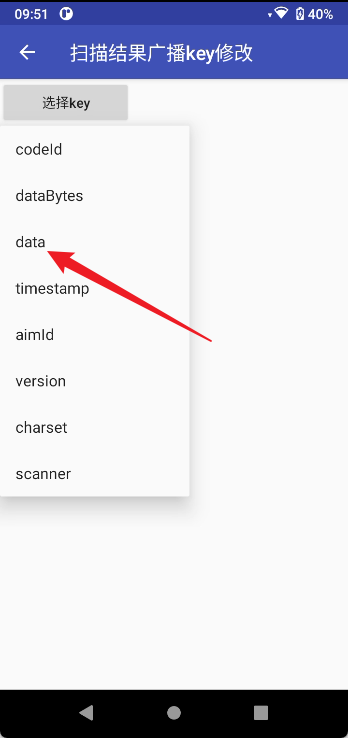 09:51 40%
扫描结果广播key修改
选择key
codeId
dataBytes
data
timestamp
aimId
version
charset
scanner